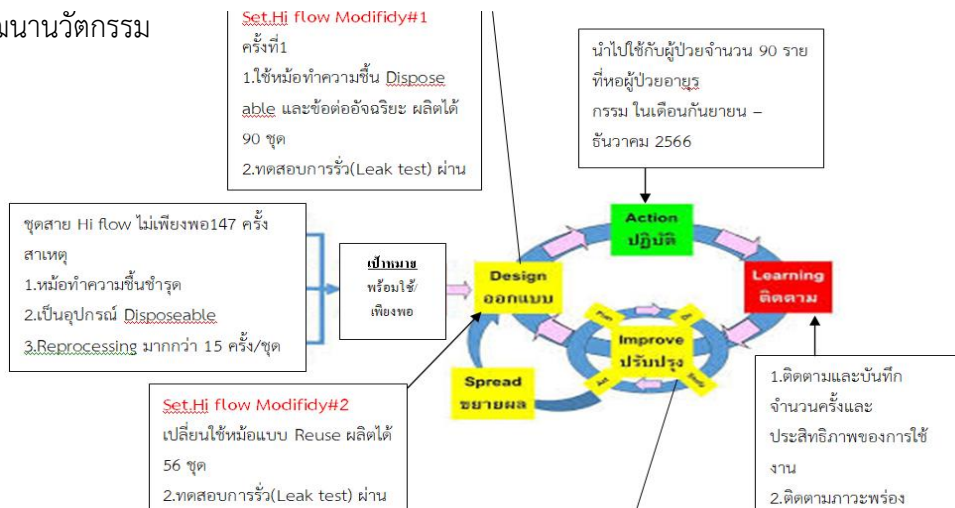 ฒนานวัตกรรม
Set.Hi flow Modifidy#1
ครั้งที่1
1.ใช้หม้อทำความชื้น Dispose
able และข้อต่ออัจฉริยะ ผลิตได้
90 ชุด
2.ทดสอบการรั่ว(Leak test) ผ่าน
นำไปใช้กับผู้ป่วยจำนวน 90 ราย
ที่หอผู้ป่วยอายุร
กรรม ในเดือนกันยายน –
ธันวาคม 2566
ชุดสาย Hi flow ไม่เพียงพอ147 ครั้ง
สาเหตุ
1.หม้อทำความชื้นชำรุด
2.เป็นอุปกรณ์ Disposeable
3.Reprocessing มากกว่า 15 ครั้ง/ชุด
เป้าหมาย
พร้อมใช้/
เพียงพอ
Action
ปฏิบัติ
Design
ออกแบบ
Learning
ติดตาม
Plan
Do
Improve
ปรับปรุง
Act
Study
Spread
ขยายผล
Set.Hi flow Modifidy#2
เปลี่ยนใช้หม้อแบบ Reuse ผลิตได้
56 ชุด
2.ทดสอบการรั่ว(Leak test) ผ่าน
1.ติดตามและบันทึก
จำนวนครั้งและ
ประสิทธิภาพของการใช้
งาน
2.ติดตามภาวะพร่อง